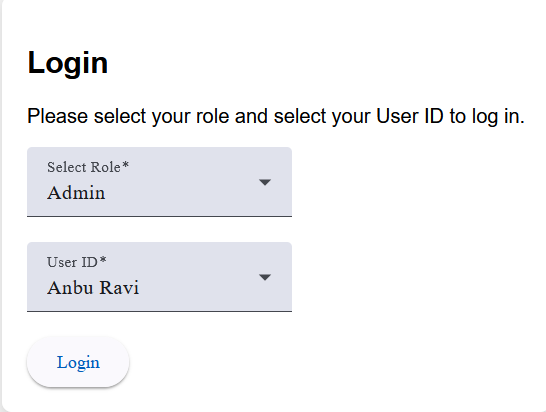 Login
Please select your role and select your User ID to log in.
Select Role*
Admin
User ID*
Anbu Ravi
Login